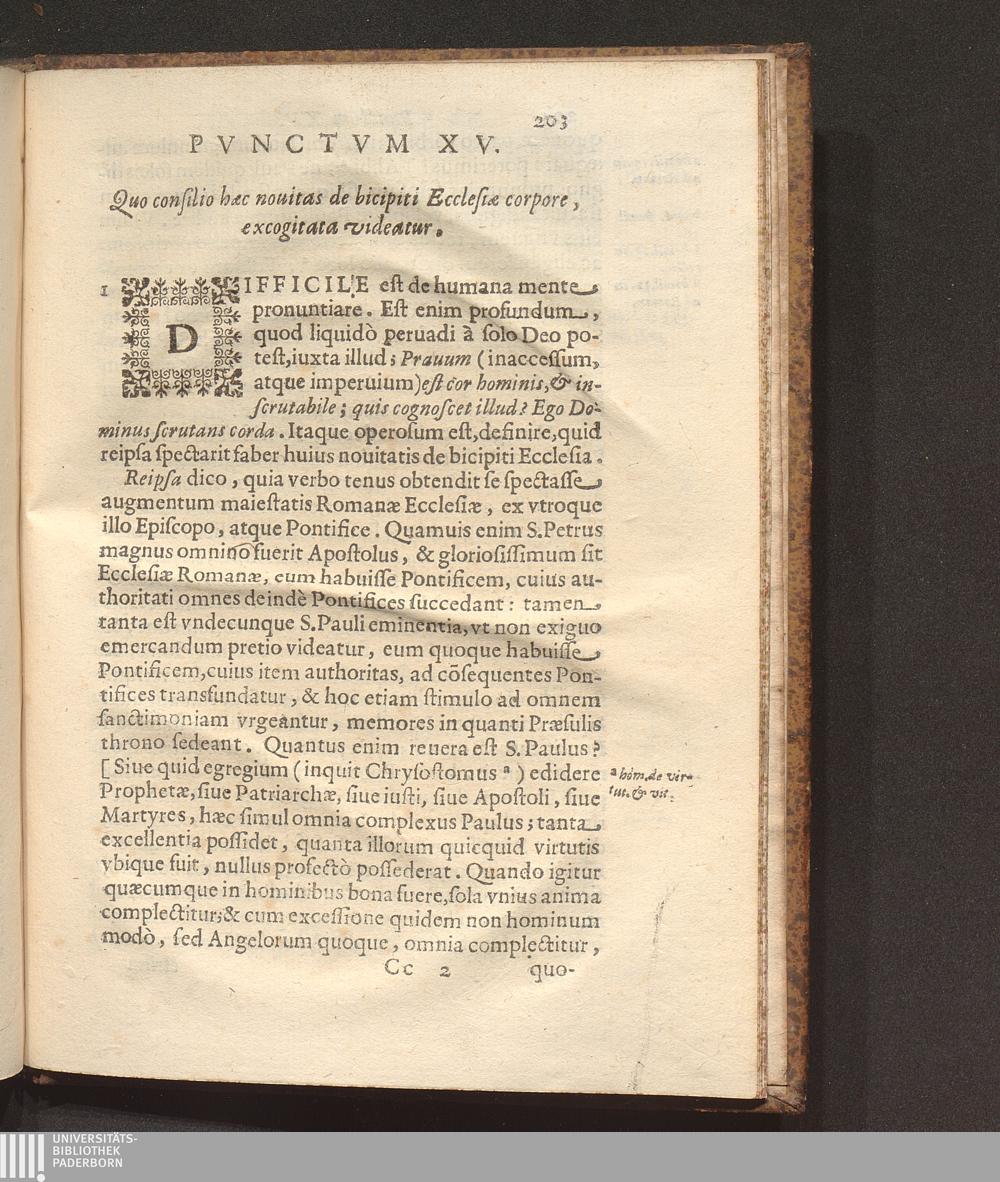 203
PVNCTVM XV.
Quo conſilio hæc nouitas de bicipiti Eccleſiæ corpore,
excogitata videatur.
1 DIFFICILE eſt de humana mente
pronuntiare. Eſt enim profundum,
quod liquidò peruadi à ſolo Deo po-
teſt, iuxta illud; Prauum (inacceſſum,
atque imperuium) eſt cor hominis, & in-
ſcrutabile; quis cognoſcet illud? Ego Do-
minus ſcrutans corda. Itaque operoſum eſt, definire, quid
reipſa ſpectarit faber huius nouitatis de bicipiti Eccleſia.
Reipſa dico, quia verbo tenus obtendit ſe ſpectaſſe
augmentum maieſtatis Romanæ Eccleſiæ, ex vtroque
illo Epiſcopo, atque Pontifice. Quamuis enim S. Petrus
magnus omnino fuerit Apoſtolus, & glorioſiſſimum ſit
Eccleſiæ Romanæ, eum habuiſſe Pontificem, cuius au-
thoritati omnes deindè Pontifices ſuccedant: tamen
tanta eſt vndecunque S. Pauli eminentia, vt non exiguo
emercandum pretio videatur, eum quoque habuiſſe
Pontificem, cuius item authoritas, ad cõſequentes Pon-
tifices transfundatur, & hoc etiam ſtimulo ad omnem
ſanctimoniam vrgeantur, memores in quanti Præſulis
throno ſedeant. Quantus enim reuera eſt S. Paulus?
[Siue quid egregium (inquit Chryſoſtomus ᵃ) edidere
ᵃ hom. de vir-
tut. & vit.
Prophetæ, ſiue Patriarchæ, ſiue iuſti, ſiue Apoſtoli, ſiue
Martyres, hæc ſimul omnia complexus Paulus; tanta
excellentia poſſidet, quanta illorum quicquid virtutis
vbique fuit, nullus profectò poſſederat. Quando igitur
quæcumque in hominibus bona fuere, ſola vnius anima
complectitur; & cum exceſſione quidem non hominum
modò, ſed Angelorum quoque, omnia complectitur,
Cc 2 quo-
UNIVERSITÄTS-
BIBLIOTHEK
PADERBORN